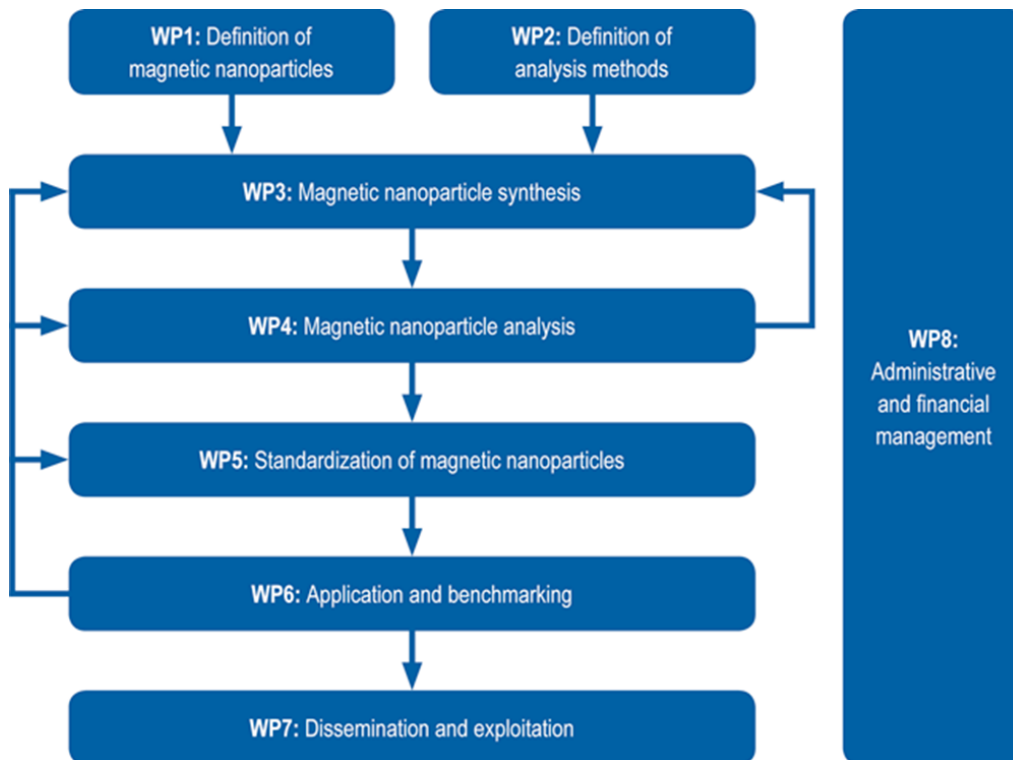 WP1: Definition of
magnetic nanoparticles
WP2: Definition of
analysis methods
WP3: Magnetic nanoparticle synthesis
WP4: Magnetic nanoparticle analysis
WP5: Standardization of magnetic nanoparticles
WP6: Application and benchmarking
WP7: Dissemination and exploitation
WP8:
Administrative
and financial
management